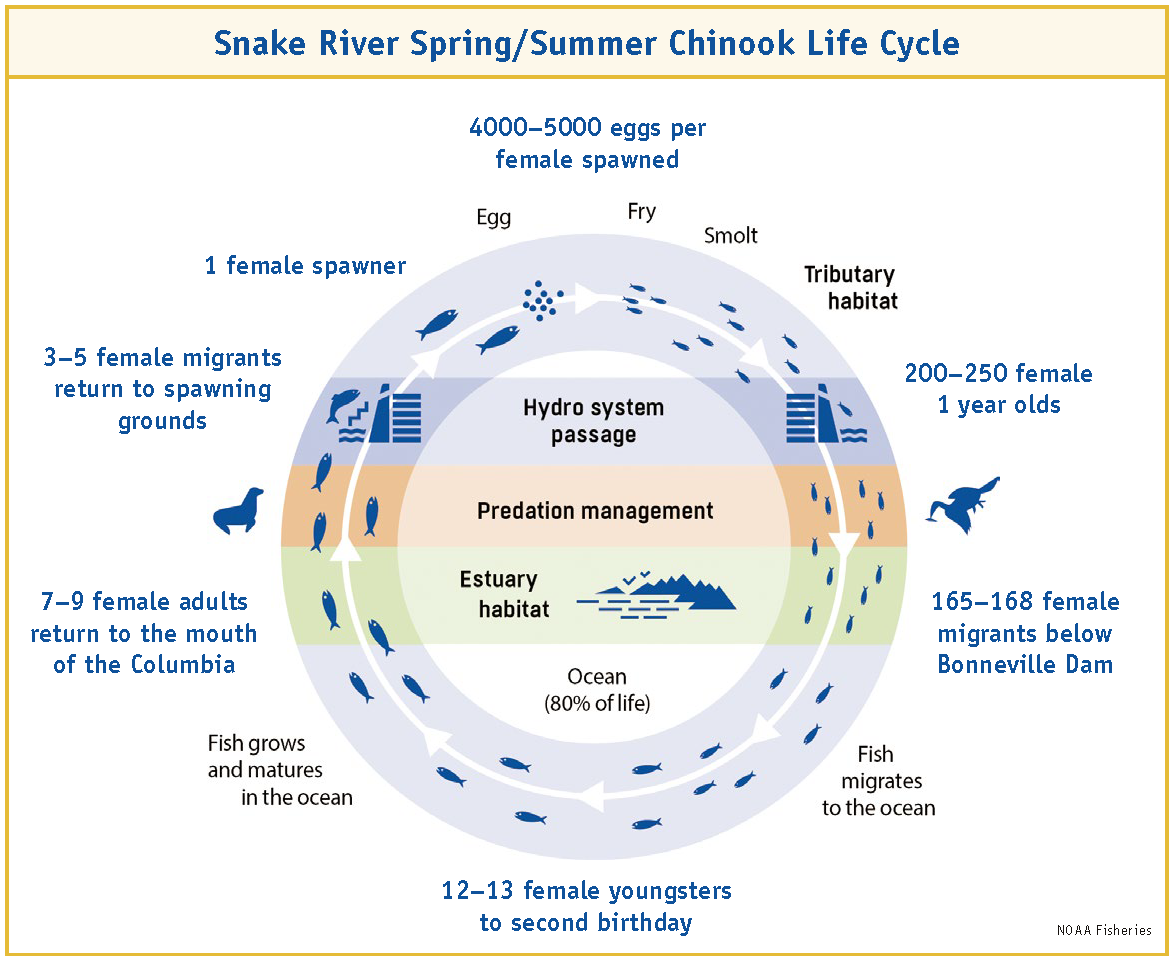 Snake River Spring/Summer Chinook Life Cycle
4000–5000 eggs per
female spawned
Egg
Fry
Smolt
Tributary
habitat
1 female spawner
3–5 female migrants
return to spawning
grounds
Hydro system
passage
200–250 female
1 year olds
Predation management
Estuary
habitat
7–9 female adults
return to the mouth
of the Columbia
165–168 female
migrants below
Bonneville Dam
Ocean
(80% of life)
Fish grows
and matures
in the ocean
Fish
migrates
to the ocean
12–13 female youngsters
to second birthday
NOAA Fisheries